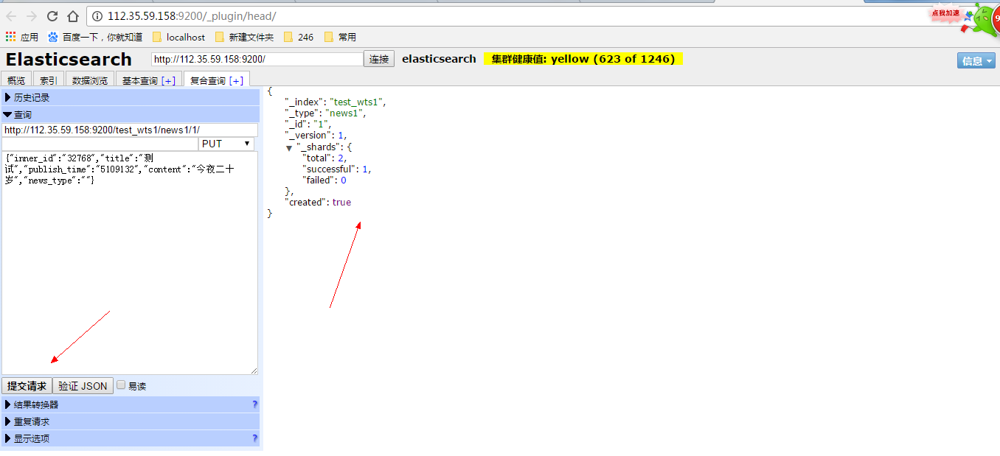 112.35.59.158:9200/_plugin/head/
点我加速
应用 百度一下，你就知道 localhost 新建文件夹 246 常用
Elasticsearch http://112.35.59.158:9200/ 连接 elasticsearch 集群健康值: yellow (623 of 1246) 信息
概览 索引 数据浏览 基本查询 [+] 复合查询 [+]
历史记录
查询
http://112.35.59.158:9200/test_wts1/news1/1/
PUT
{"inner_id":"32768","title":"测
试","publish_time":"5109132","content":"今夜二十
岁","news_type":""}
提交请求 验证 JSON 易读
结果转换器 ?
重复请求
显示选项 ?
{
"_index": "test_wts1",
"_type": "news1",
"_id": "1",
"_version": 1,
"_shards": {
"total": 2,
"successful": 1,
"failed": 0
},
"created": true
}